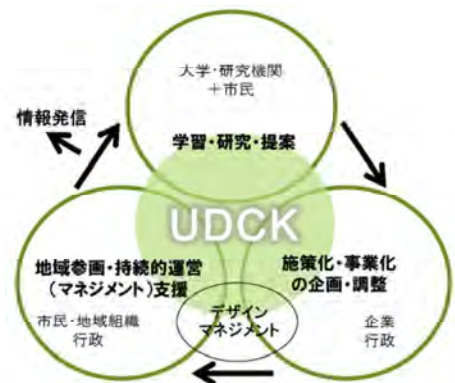 大学・研究機関
+市民
情報発信
学習・研究・提案
UDCK
地域参画・持続的運営
(マネジメント)支援
市民・地域組織
行政
施策化・事業化
の企画・調整
企業
行政
デザイン
マネジメント